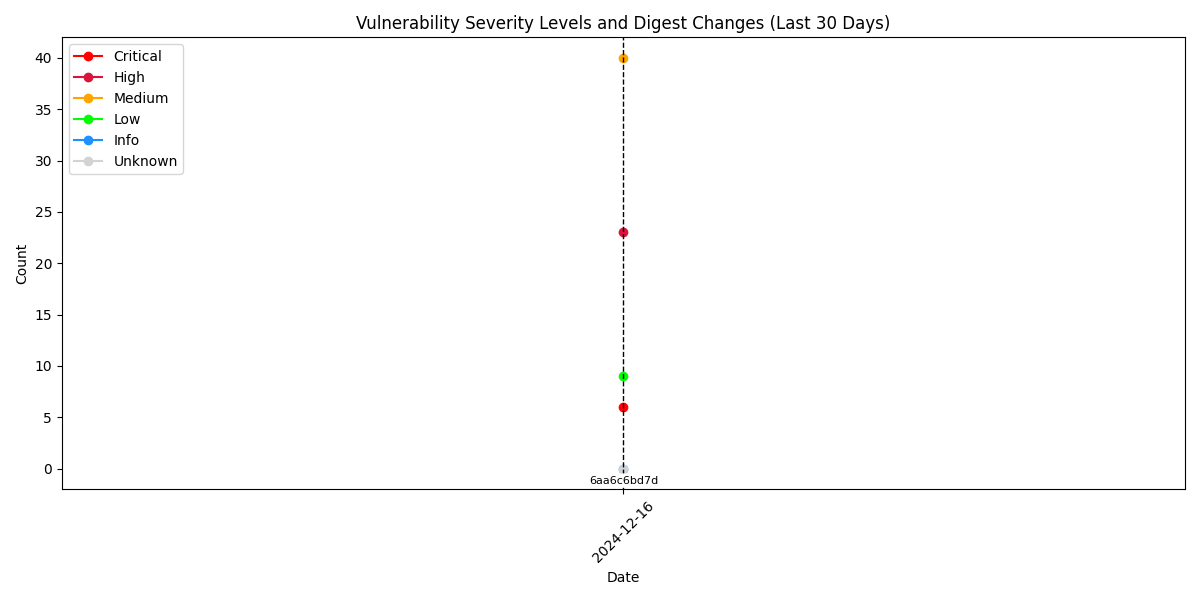 Vulnerability Severity Levels and Digest Changes (Last 30 Days)
Critical
High
Medium
Low
Info
Unknown
40
35
30
25
20
15
10
5
0
Count
6aa6c6bd7d
2024-12-16
Date